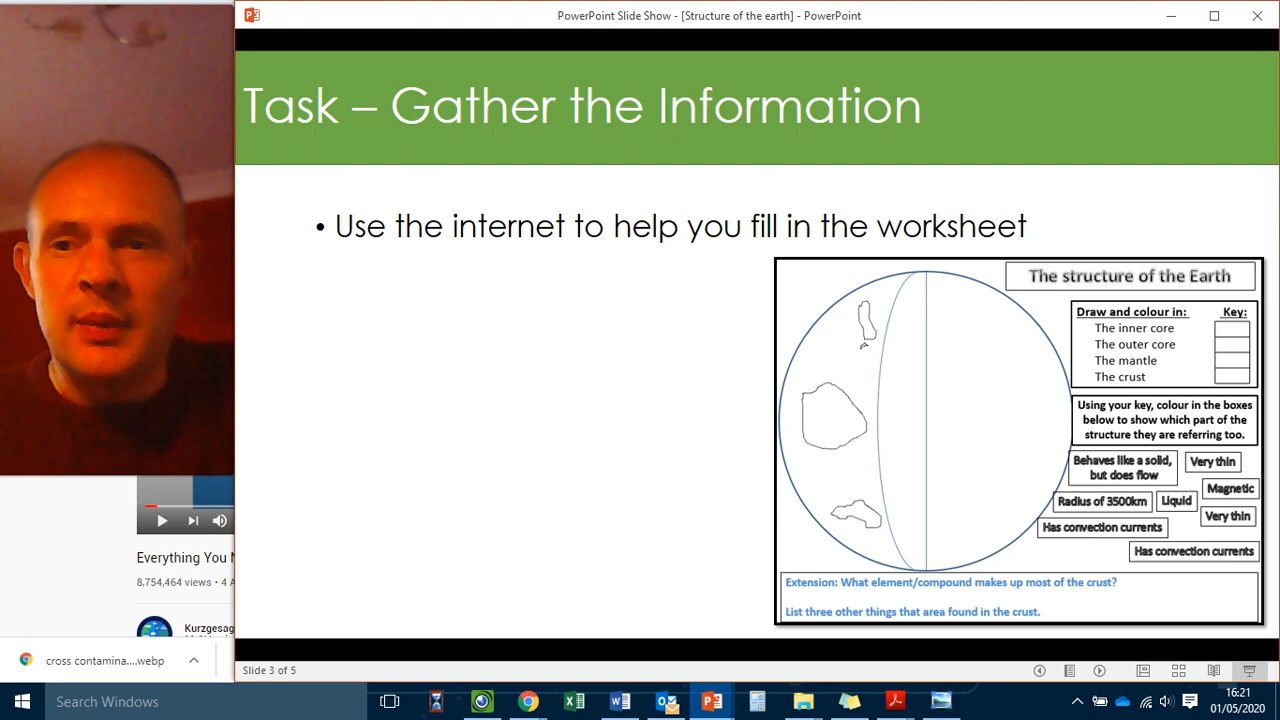 PowerPoint Slide Show - [Structure of the earth] - PowerPoint
Task – Gather the Information
• Use the internet to help you fill in the worksheet
The structure of the Earth
Draw and colour in: Key:
The inner core
The outer core
The mantle
The crust
Using your key, colour in the boxes
below to show which part of the
structure they are referring too.
Behaves like a solid,
but does flow
Very thin
Magnetic
Radius of 3500km
Liquid
Very thin
Has convection currents
Has convection currents
Extension: What element/compound makes up most of the crust?
List three other things that area found in the crust.
Everything You N
8,754,464 views • 4 A
Kurzgesag
cross contamina....webp
Slide 3 of 5
Search Windows
16:21
01/05/2020